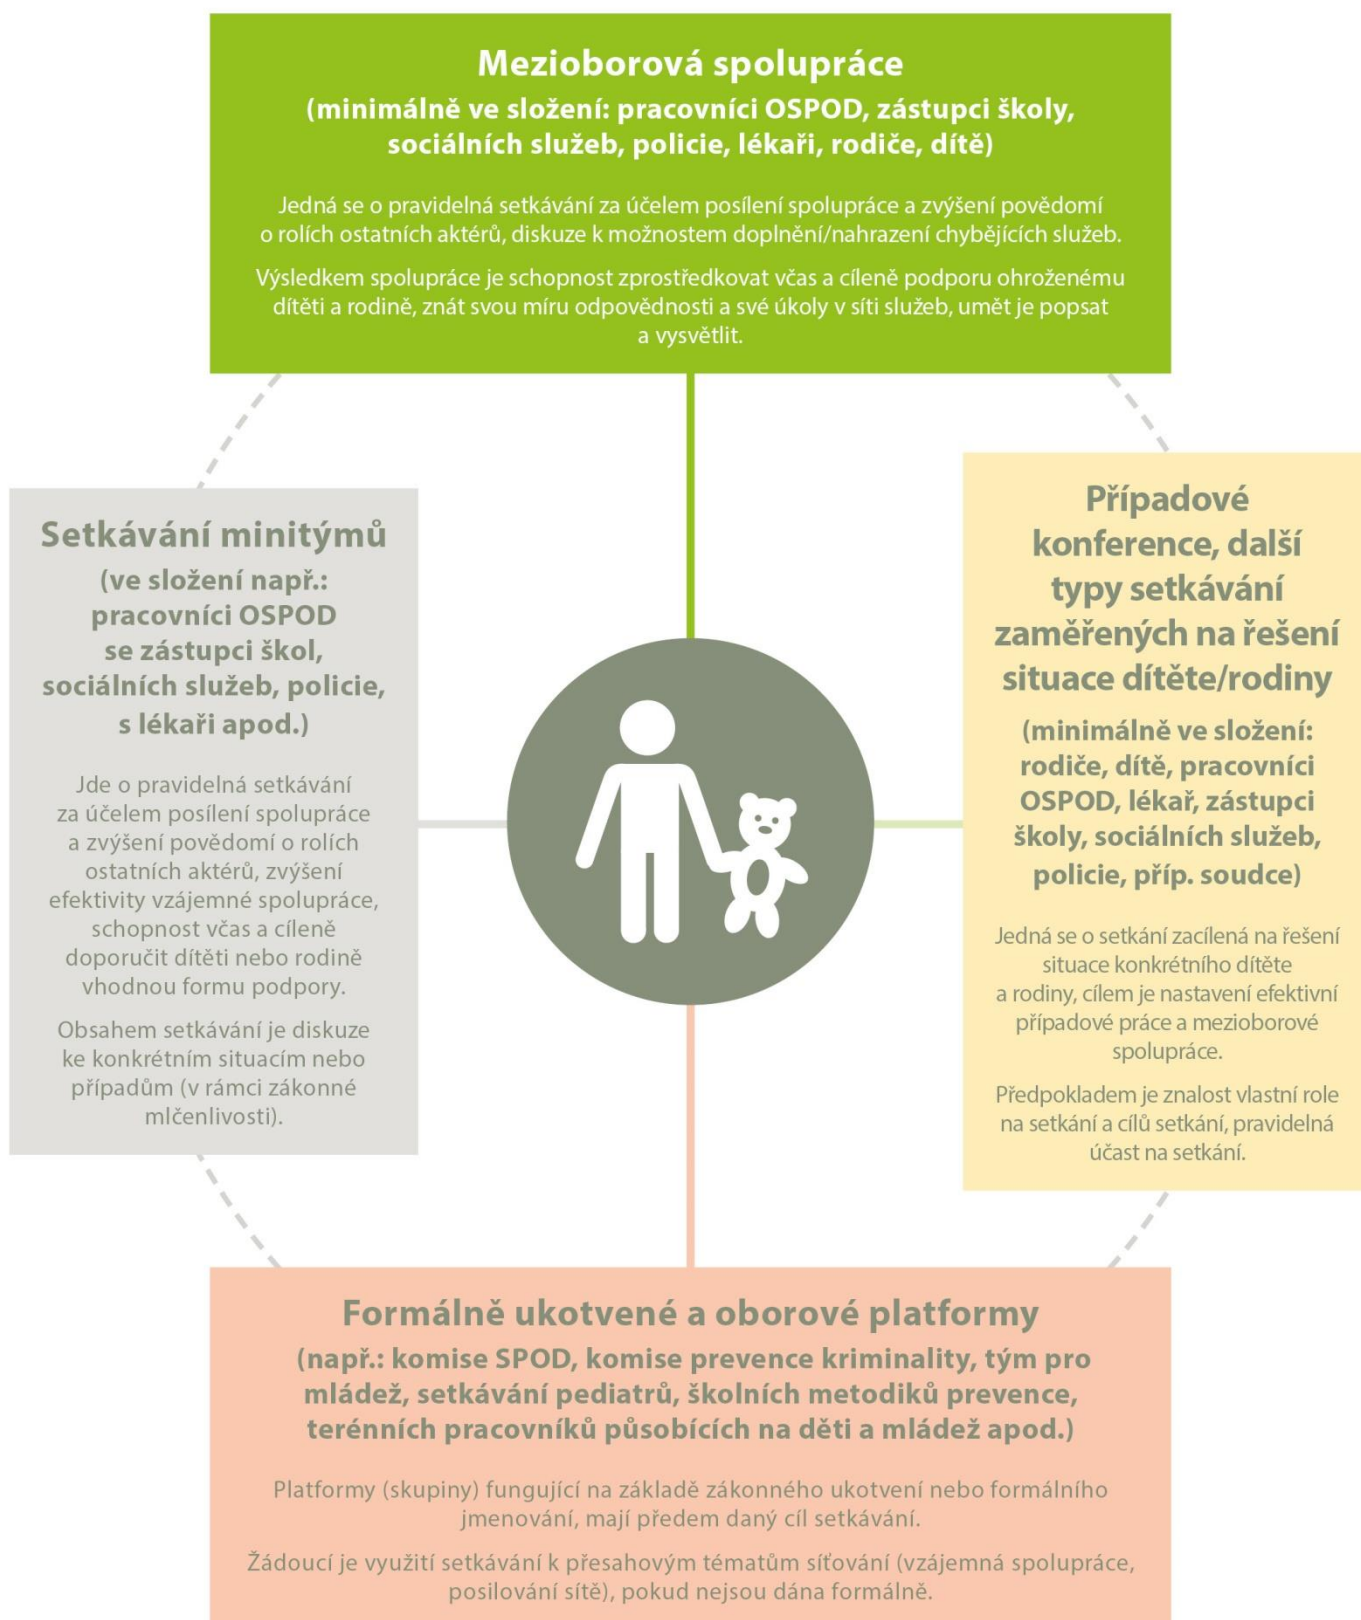 Mezioborová spolupráce
(minimálně ve složení: pracovníci OSPOD, zástupci školy,
sociálních služeb, policie, lékaři, rodiče, dítě)
Jedná se o pravidelná setkávání za účelem posílení spolupráce a zvýšení povědomí
o rolích ostatních aktérů, diskuze k možnostem doplnění/nahrazení chybějících služeb.
Výsledkem spolupráce je schopnost zprostředkovat včas a cíleně podporu ohroženému
dítěti a rodině, znát svou míru odpovědnosti a své úkoly v síti služeb, umět je popsat
a vysvětlit.
Setkávání minitýmů
(ve složení např.:
pracovníci OSPOD
se zástupci škol,
sociálních služeb, policie,
s lékaři apod.)
Jde o pravidelná setkávání
za účelem posílení spolupráce
a zvýšení povědomí o rolích
ostatních aktérů, zvýšení
efektivity vzájemné spolupráce,
schopnost včas a cíleně
doporučit dítěti nebo rodině
vhodnou formu podpory.
Obsahem setkávání je diskuze
ke konkrétním situacím nebo
případům (v rámci zákonné
mlčenlivosti).
Případové
konference, další
typy setkávání
zaměřených na řešení
situace dítěte/rodiny
(minimálně ve složení:
rodiče, dítě, pracovníci
OSPOD, lékař, zástupci
školy, sociálních služeb,
policie, příp. soudce)
Jedná se o setkání zacílená na řešení
situace konkrétního dítěte
a rodiny, cílem je nastavení efektivní
případové práce a mezioborové
spolupráce.
Předpokladem je znalost vlastní role
na setkání a cílů setkání, pravidelná
účast na setkání.
Formálně ukotvené a oborové platformy
(např.: komise SPOD, komise prevence kriminality, tým pro
mládež, setkávání pediatrů, školních metodiků prevence,
terénních pracovníků působících na děti a mládež apod.)
Platformy (skupiny) fungující na základě zákonného ukotvení nebo formálního
jmenování, mají předem daný cíl setkávání.
Žádoucí je využití setkávání k přesahovým tématům síťování (vzájemná spolupráce,
posilování sítě), pokud nejsou dána formálně.